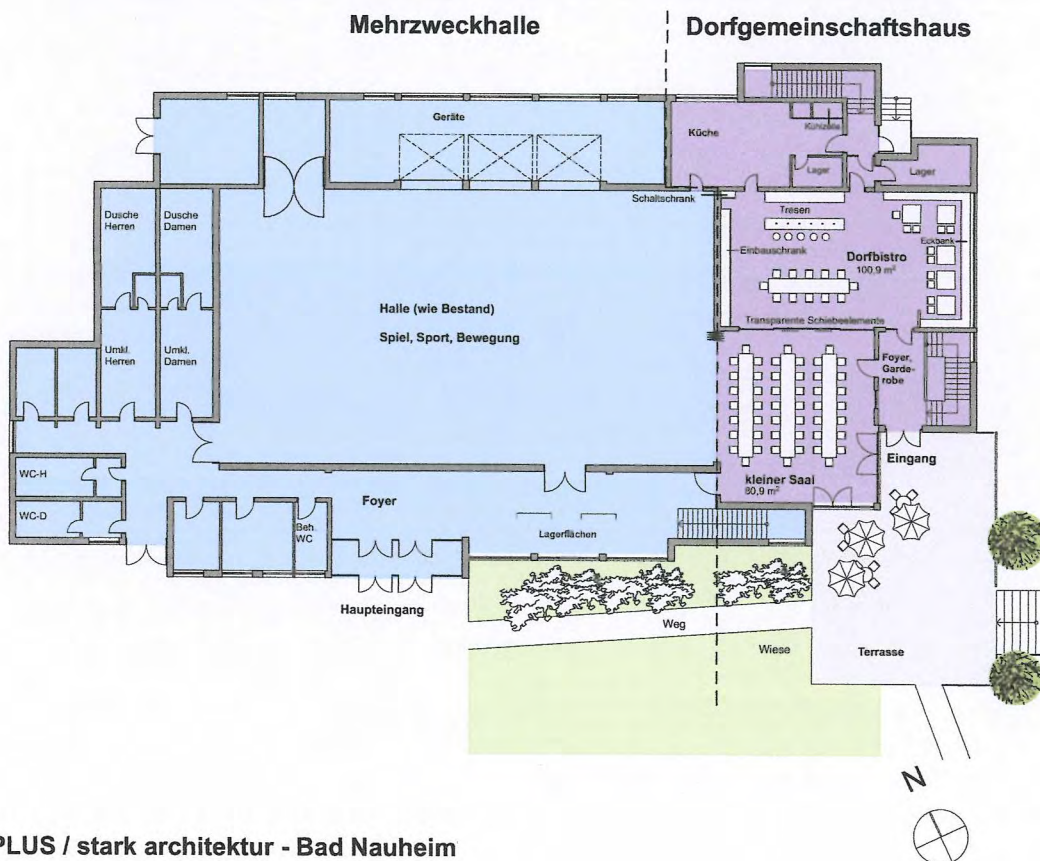 Mehrzweckhalle
Dorfgemeinschaftshaus
Geräte
Küche
Kühlzelle
Lager
Lager
Schaltschrank
Dusche
Herren
Dusche
Damen
Tresen
Einbauschrank
Eckbank
Dorfbistro
100,9 m²
Halle (wie Bestand)
Spiel, Sport, Bewegung
Transparente Schiebeelemente
Umkl.
Herren
Umkl.
Damen
Foyer,
Garde-
robe
WC-H
WC-D
Eingang
kleiner Saal
80,9 m²
Foyer
Beh.
WC
Lagerflächen
Haupteingang
Weg
Wiese
Terrasse
N
PLUS / stark architektur - Bad Nauheim